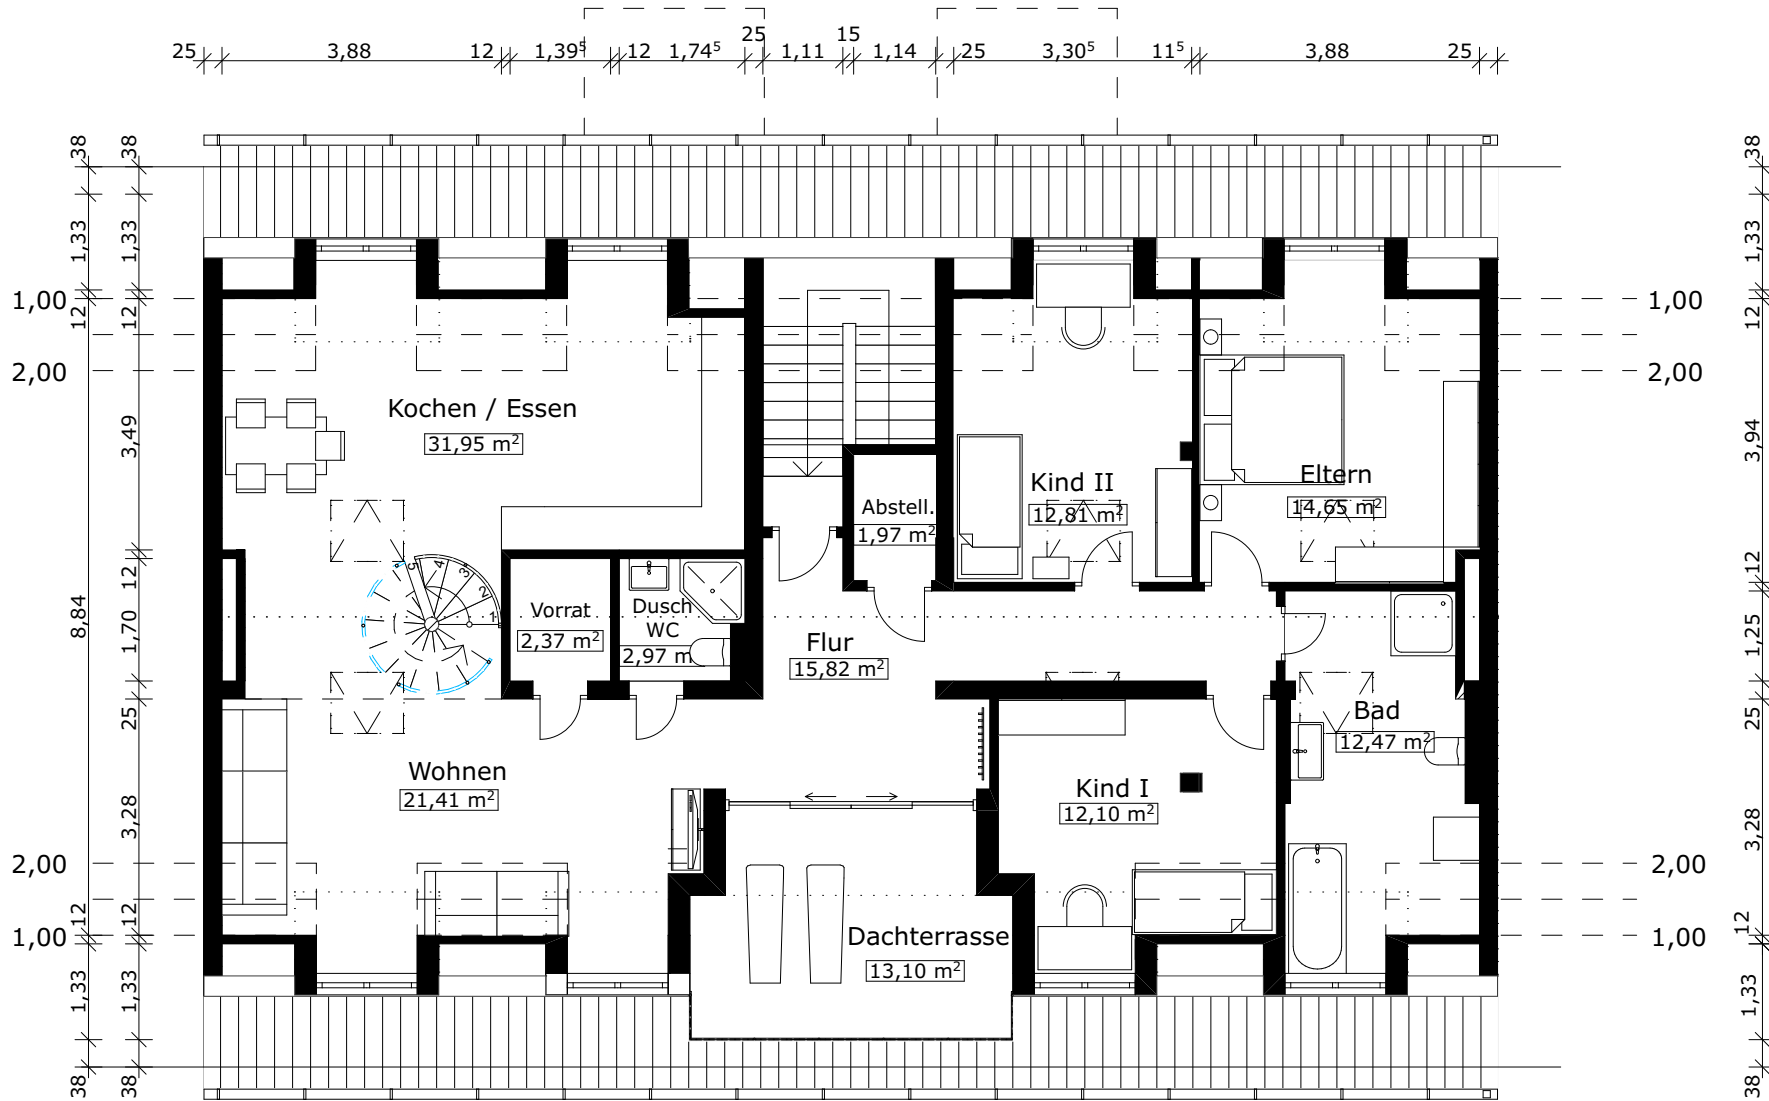 25 15
25 3,88 12 1,39⁵ 12 1,74⁵ 1,11 1,14 25 3,30⁵ 11⁵ 3,88 25
38 38 38
1,33 1,33 1,33
1,00 12 12 1,00 12
2,00 2,00
Kochen / Essen
31,95 m²
3,49 3,94
Kind II
12,81 m²
Eltern
14,65 m²
Abstell.
1,97 m²
12 12
5 4 3 2 1
Vorrat
2,37 m²
Dusch
WC
2,97 m
8,84 1,70 1,25
Flur
15,82 m²
25 25
Bad
12,47 m²
Wohnen
21,41 m²
Kind I
12,10 m²
3,28 3,28
2,00 2,00
12 12 12
1,00 1,00
Dachterrasse
13,10 m²
1,33 1,33 1,33
38 38 38